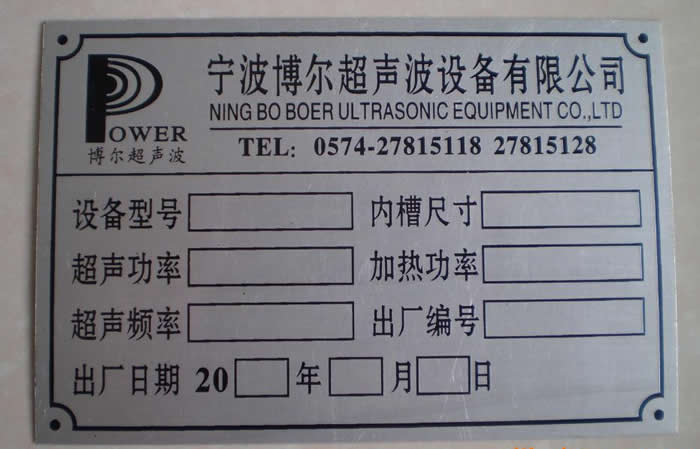 POWER
博尔超声波
宁波博尔超声波设备有限公司
NING BO BOER ULTRASONIC EQUIPMENT CO.,LTD
TEL: 0574-27815118 27815128
设备型号 内槽尺寸
超声功率 加热功率
超声频率 出厂编号
出厂日期 20 年 月 日